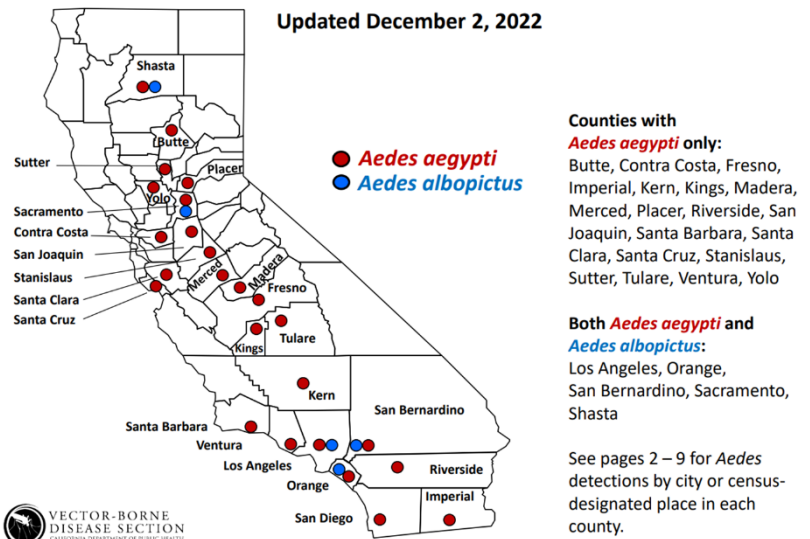 Updated December 2, 2022
Shasta
Butte
Sutter
Placer
Yolo
Sacramento
Contra Costa
San Joaquin
Stanislaus
Merced
Madera
Santa Clara
Fresno
Santa Cruz
Kings
Tulare
Kern
San Bernardino
Santa Barbara
Ventura
Los Angeles
Riverside
Orange
Imperial
San Diego
Aedes aegypti
Aedes albopictus
Counties with
Aedes aegypti only:
Butte, Contra Costa, Fresno,
Imperial, Kern, Kings, Madera,
Merced, Placer, Riverside, San
Joaquin, Santa Barbara, Santa
Clara, Santa Cruz, Stanislaus,
Sutter, Tulare, Ventura, Yolo
Both Aedes aegypti and
Aedes albopictus:
Los Angeles, Orange,
San Bernardino, Sacramento,
Shasta
See pages 2 – 9 for Aedes
detections by city or census-
designated place in each
county.
VECTOR-BORNE
DISEASE SECTION
CALIFORNIA DEPARTMENT OF PUBLIC HEALTH